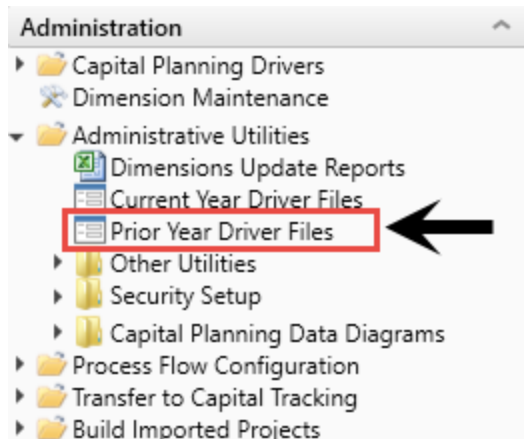 Administration
Capital Planning Drivers
Dimension Maintenance
Administrative Utilities
Dimensions Update Reports
Current Year Driver Files
Prior Year Driver Files
Other Utilities
Security Setup
Capital Planning Data Diagrams
Process Flow Configuration
Transfer to Capital Tracking
Build Imported Projects